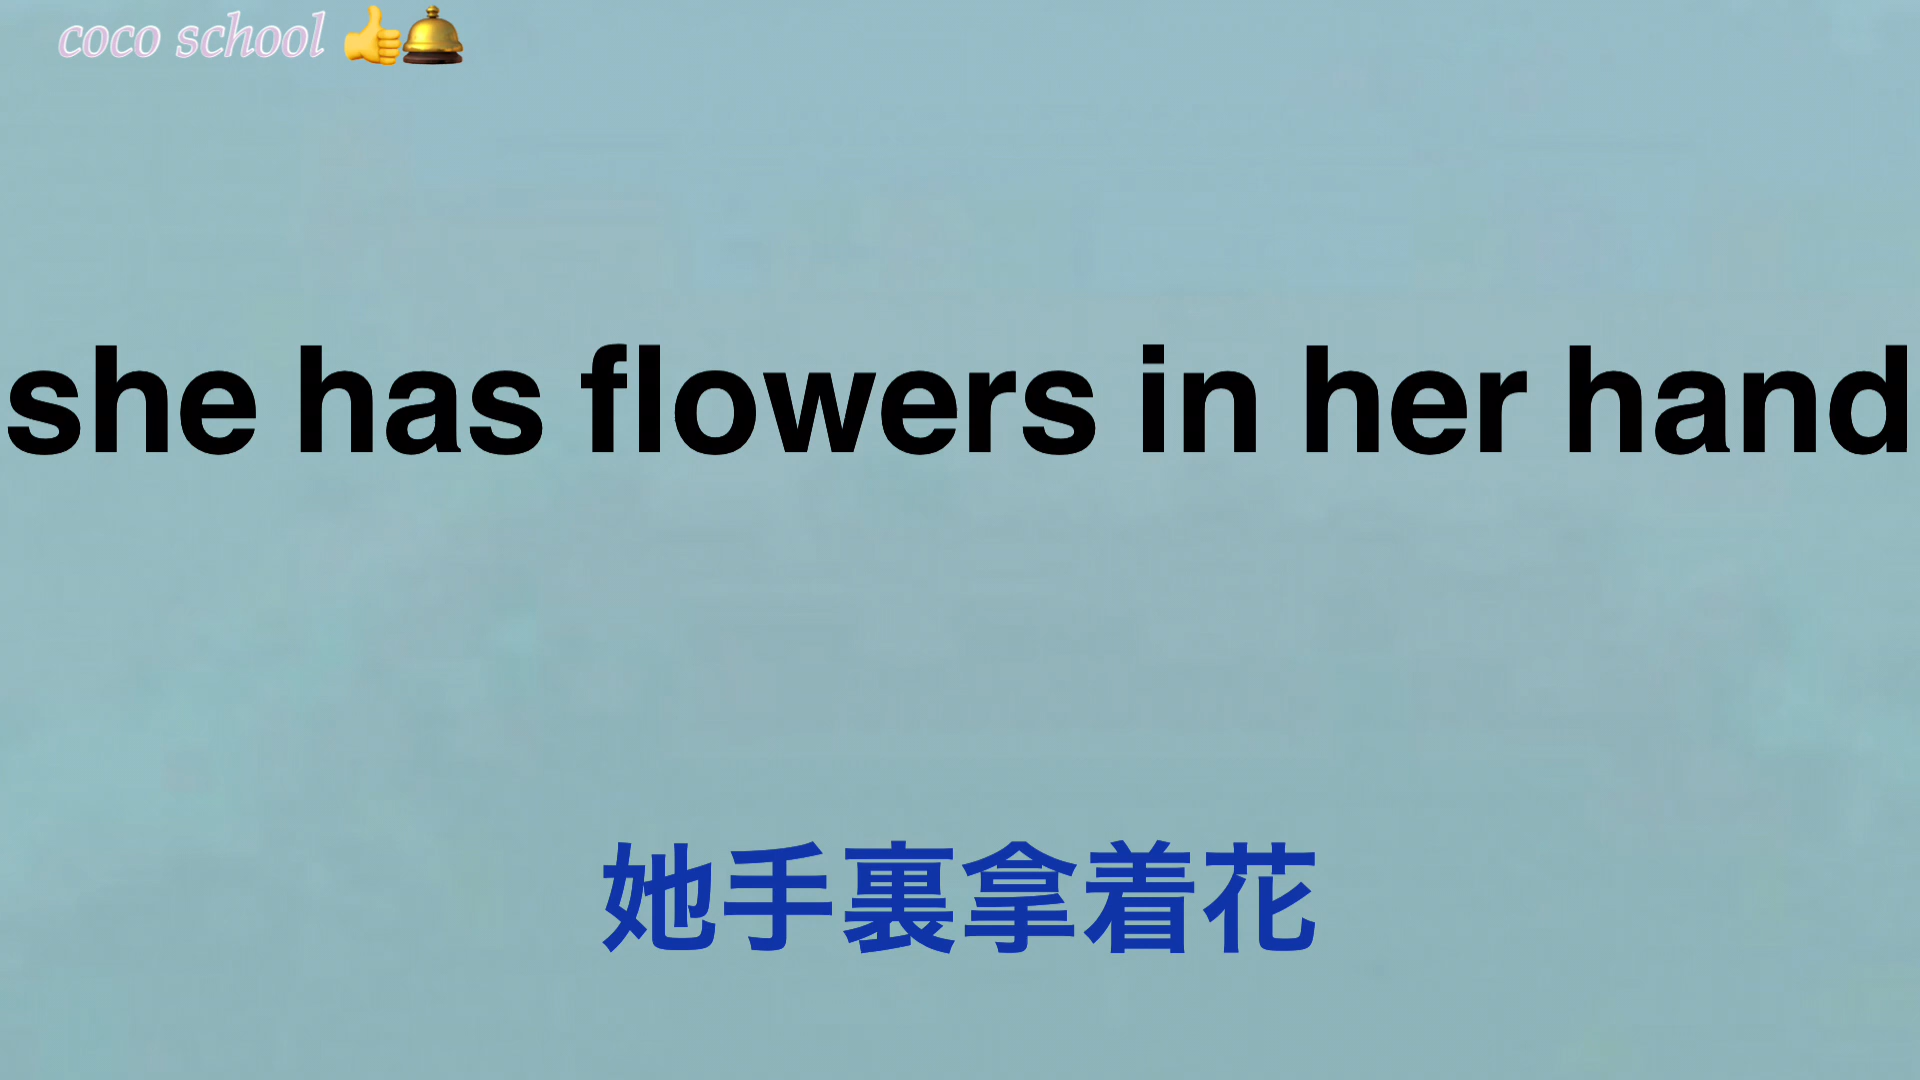 coco school 👍🛎️
she has flowers in her hand
她手裏拿着花